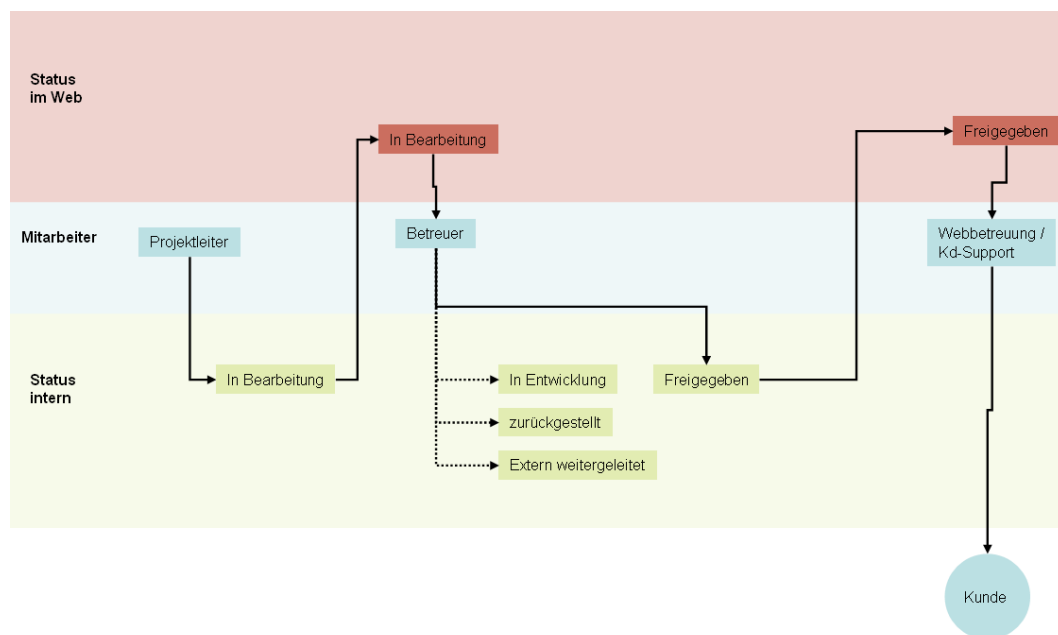 Status
im Web
In Bearbeitung
Freigegeben
Mitarbeiter
Projektleiter
Betreuer
Webbetreuung /
Kd-Support
Status
intern
In Bearbeitung
In Entwicklung
Freigegeben
zurückgestellt
Extern weitergeleitet
Kunde